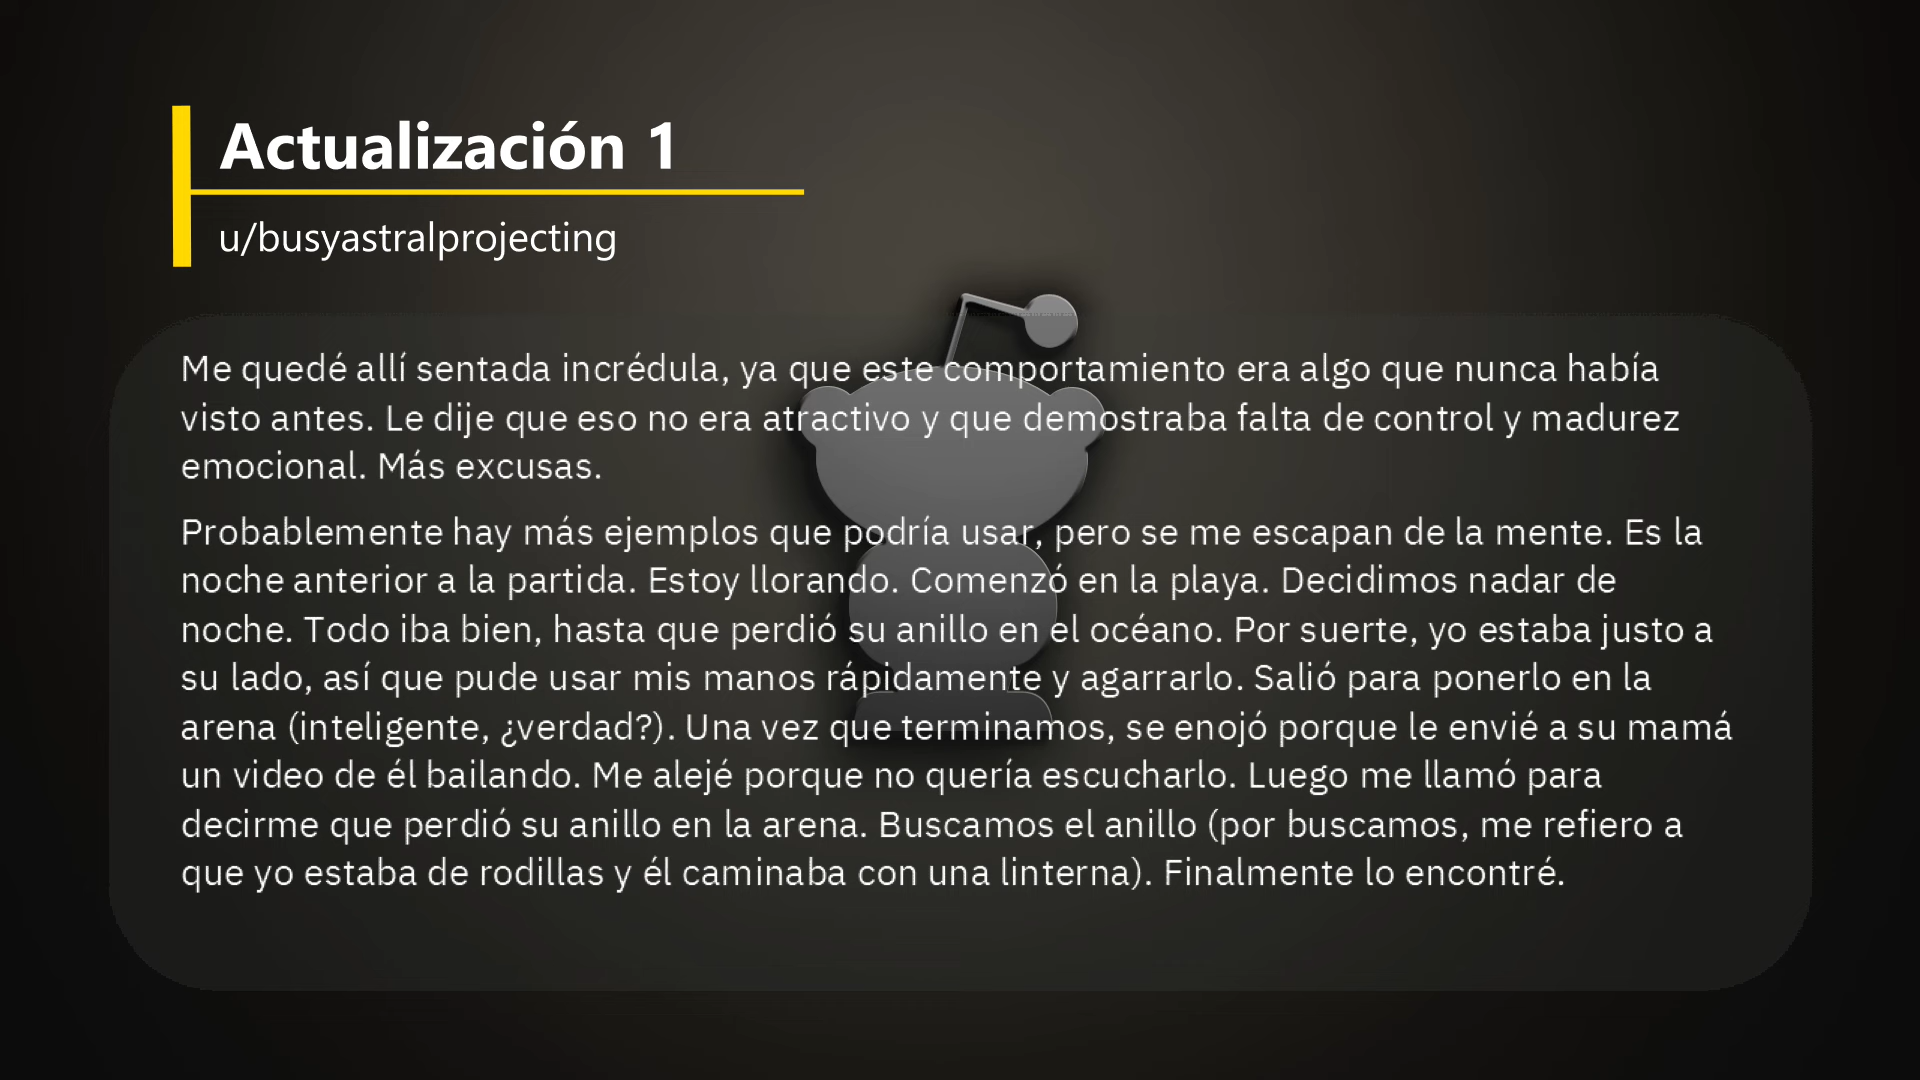 Actualización 1
u/busyastralprojecting
Me quedé allí sentada incrédula, ya que este comportamiento era algo que nunca había
visto antes. Le dije que eso no era atractivo y que demostraba falta de control y madurez
emocional. Más excusas.
Probablemente hay más ejemplos que podría usar, pero se me escapan de la mente. Es la
noche anterior a la partida. Estoy llorando. Comenzó en la playa. Decidimos nadar de
noche. Todo iba bien, hasta que perdió su anillo en el océano. Por suerte, yo estaba justo a
su lado, así que pude usar mis manos rápidamente y agarrarlo. Salió para ponerlo en la
arena (inteligente, ¿verdad?). Una vez que terminamos, se enojó porque le envié a su mamá
un video de él bailando. Me alejé porque no quería escucharlo. Luego me llamó para
decirme que perdió su anillo en la arena. Buscamos el anillo (por buscamos, me refiero a
que yo estaba de rodillas y él caminaba con una linterna). Finalmente lo encontré.